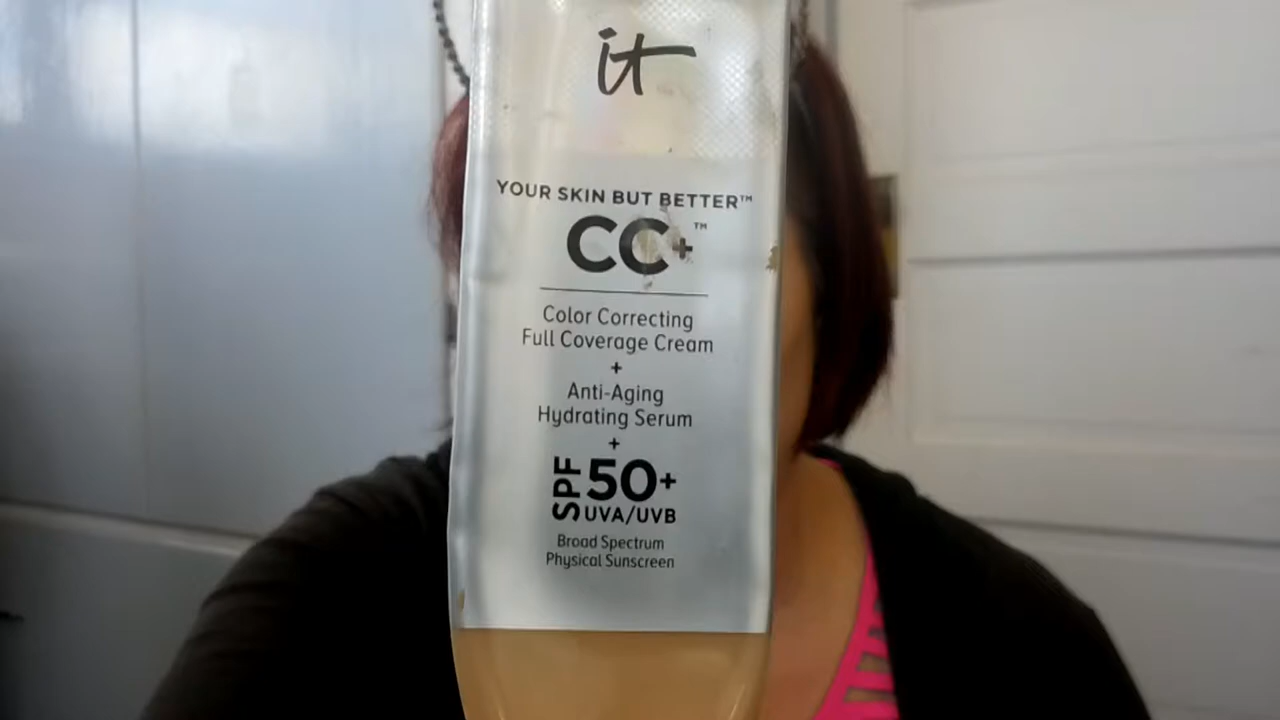 it
YOUR SKIN BUT BETTER™
CC+™
Color Correcting
Full Coverage Cream
+
Anti-Aging
Hydrating Serum
+
SPF 50+
UVA/UVB
Broad Spectrum
Physical Sunscreen